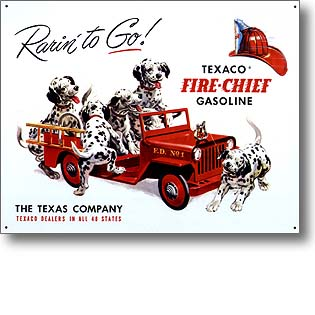 Rarin' to Go!
TEXACO
FIRE-CHIEF
GASOLINE
F.D. No 1
THE TEXAS COMPANY
TEXACO DEALERS IN ALL 48 STATES